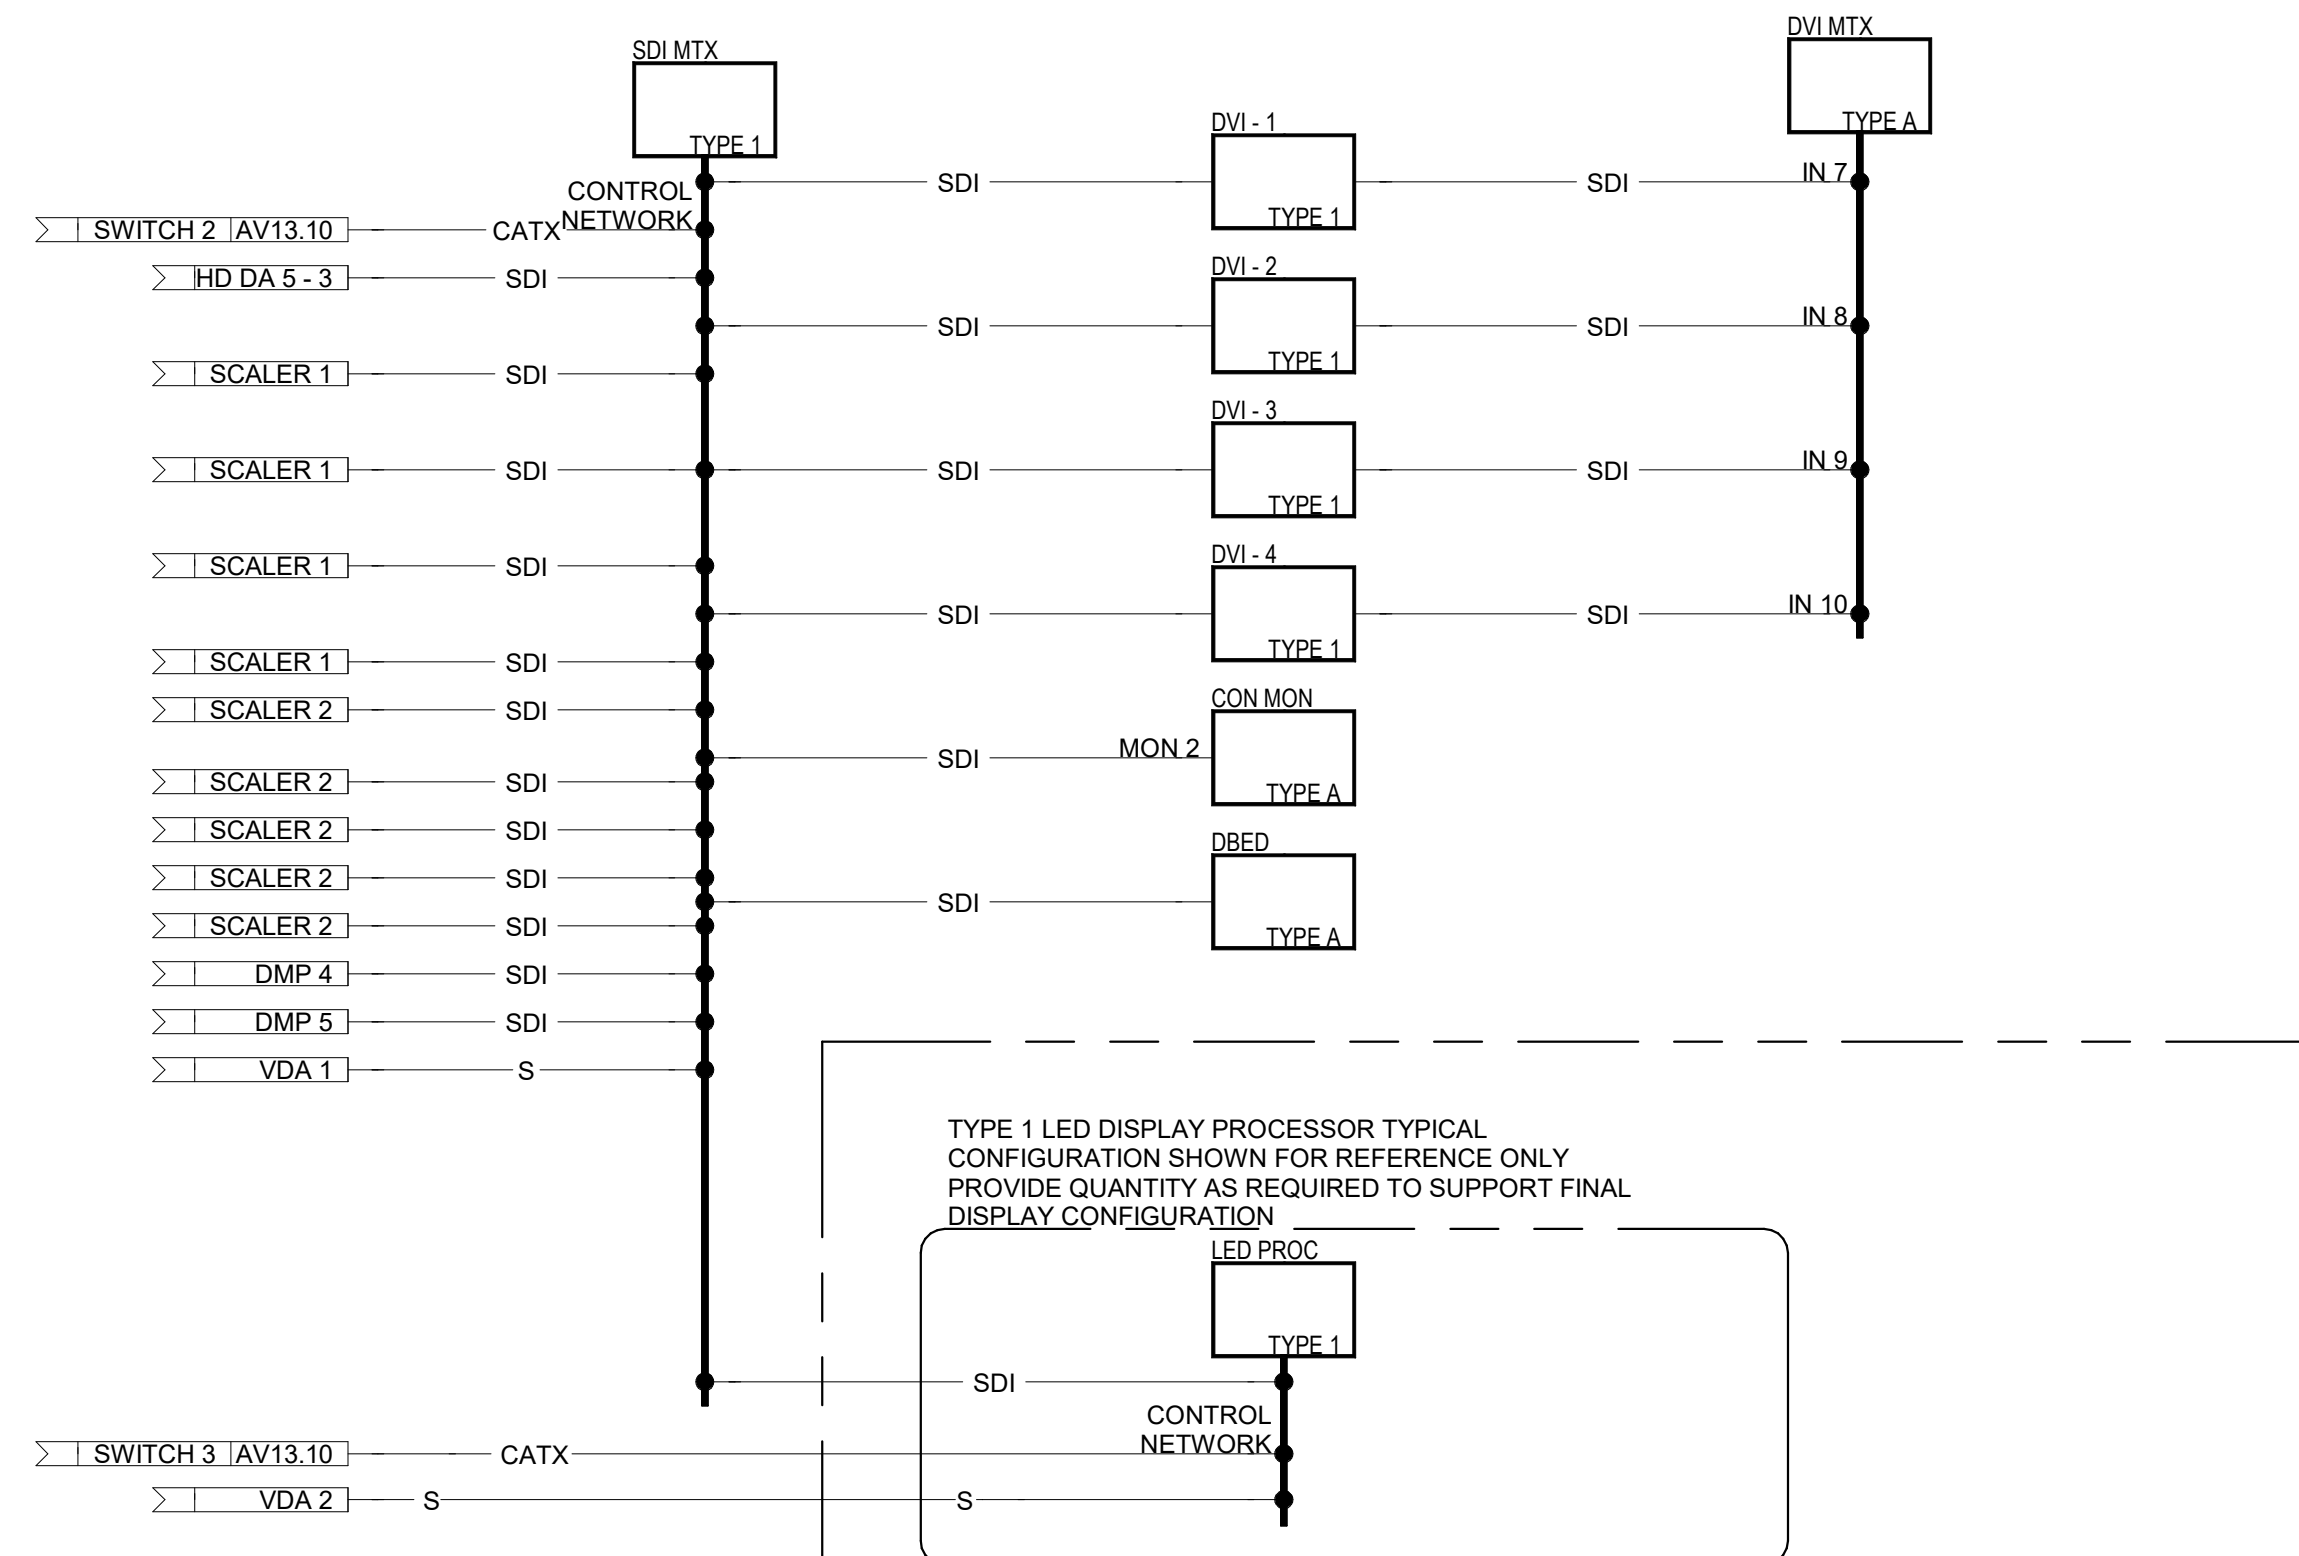 DVI MTX
SDI MTX
TYPE A
DVI - 1
TYPE 1
CONTROL
NETWORK
SDI
SDI
IN 7
TYPE 1
SWITCH 2 AV13.10 CATX
DVI - 2
HD DA 5 - 3 SDI
SDI
SDI
IN 8
TYPE 1
SCALER 1 SDI
DVI - 3
SCALER 1 SDI
SDI
SDI
IN 9
TYPE 1
DVI - 4
SCALER 1 SDI
SDI
SDI
IN 10
TYPE 1
SCALER 1 SDI
CON MON
SCALER 2 SDI
SDI
MON 2
SCALER 2 SDI
TYPE A
SCALER 2 SDI
DBED
SCALER 2 SDI
SDI
SCALER 2 SDI
TYPE A
DMP 4 SDI
DMP 5 SDI
VDA 1 S
TYPE 1 LED DISPLAY PROCESSOR TYPICAL
CONFIGURATION SHOWN FOR REFERENCE ONLY
PROVIDE QUANTITY AS REQUIRED TO SUPPORT FINAL
DISPLAY CONFIGURATION
LED PROC
TYPE 1
SDI
CONTROL
NETWORK
SWITCH 3 AV13.10 CATX
VDA 2 S S